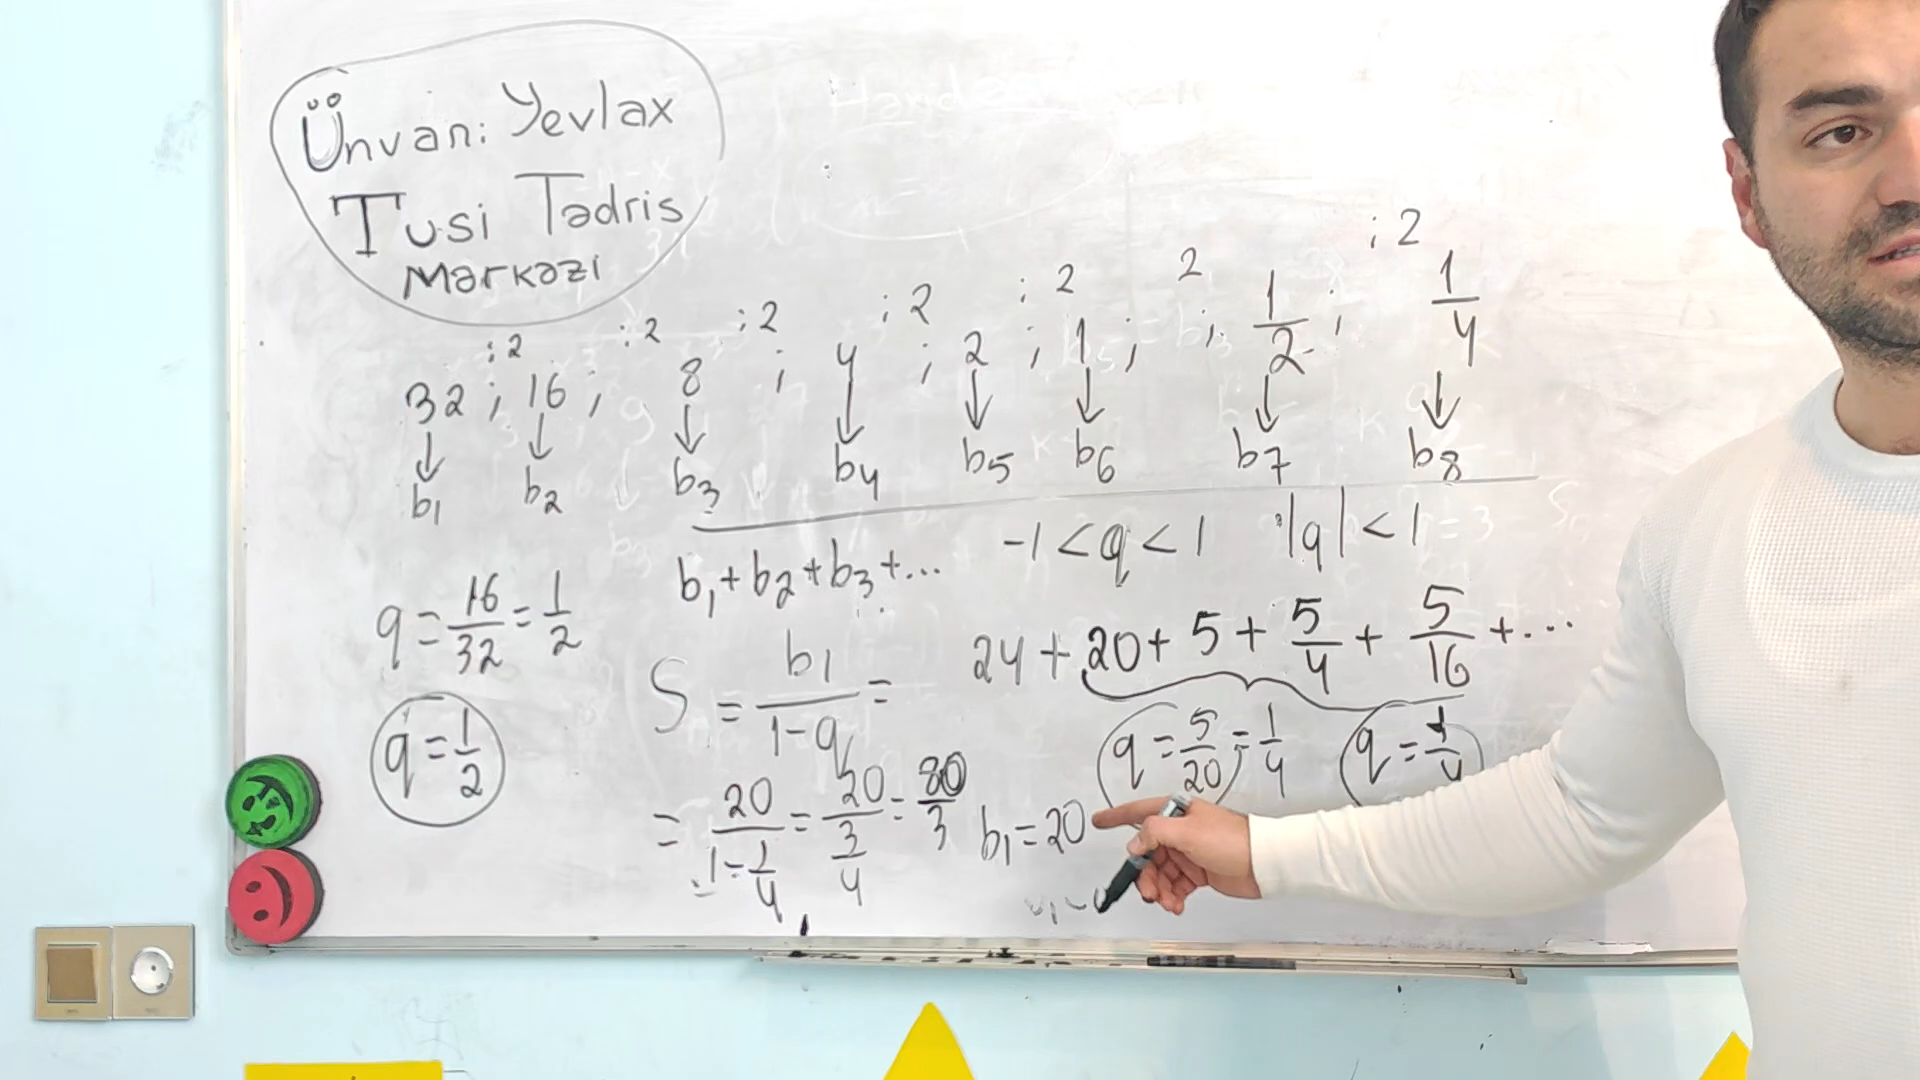 Ünvan: Yevlax
Tusi Tədris
Mərkəzi
:2 :2 :2 :2 :2 2 :2
32 ; 16 ; 8 ; 4 ; 2 ; 1 ; 1/2 ; 1/4
b1 b2 b3 b4 b5 b6 b7 b8
-1 < q < 1 |q| < 1
b1 + b2 + b3 + ...
q = 16/32 = 1/2
24 + 20 + 5 + 5/4 + 5/16 + ...
S = b1/(1-q) =
q = 1/2
q = 5/20 = 1/4 q = 1/4
= 20/(1-1/4) = 20/(3/4) = 80/3
b1 = 20